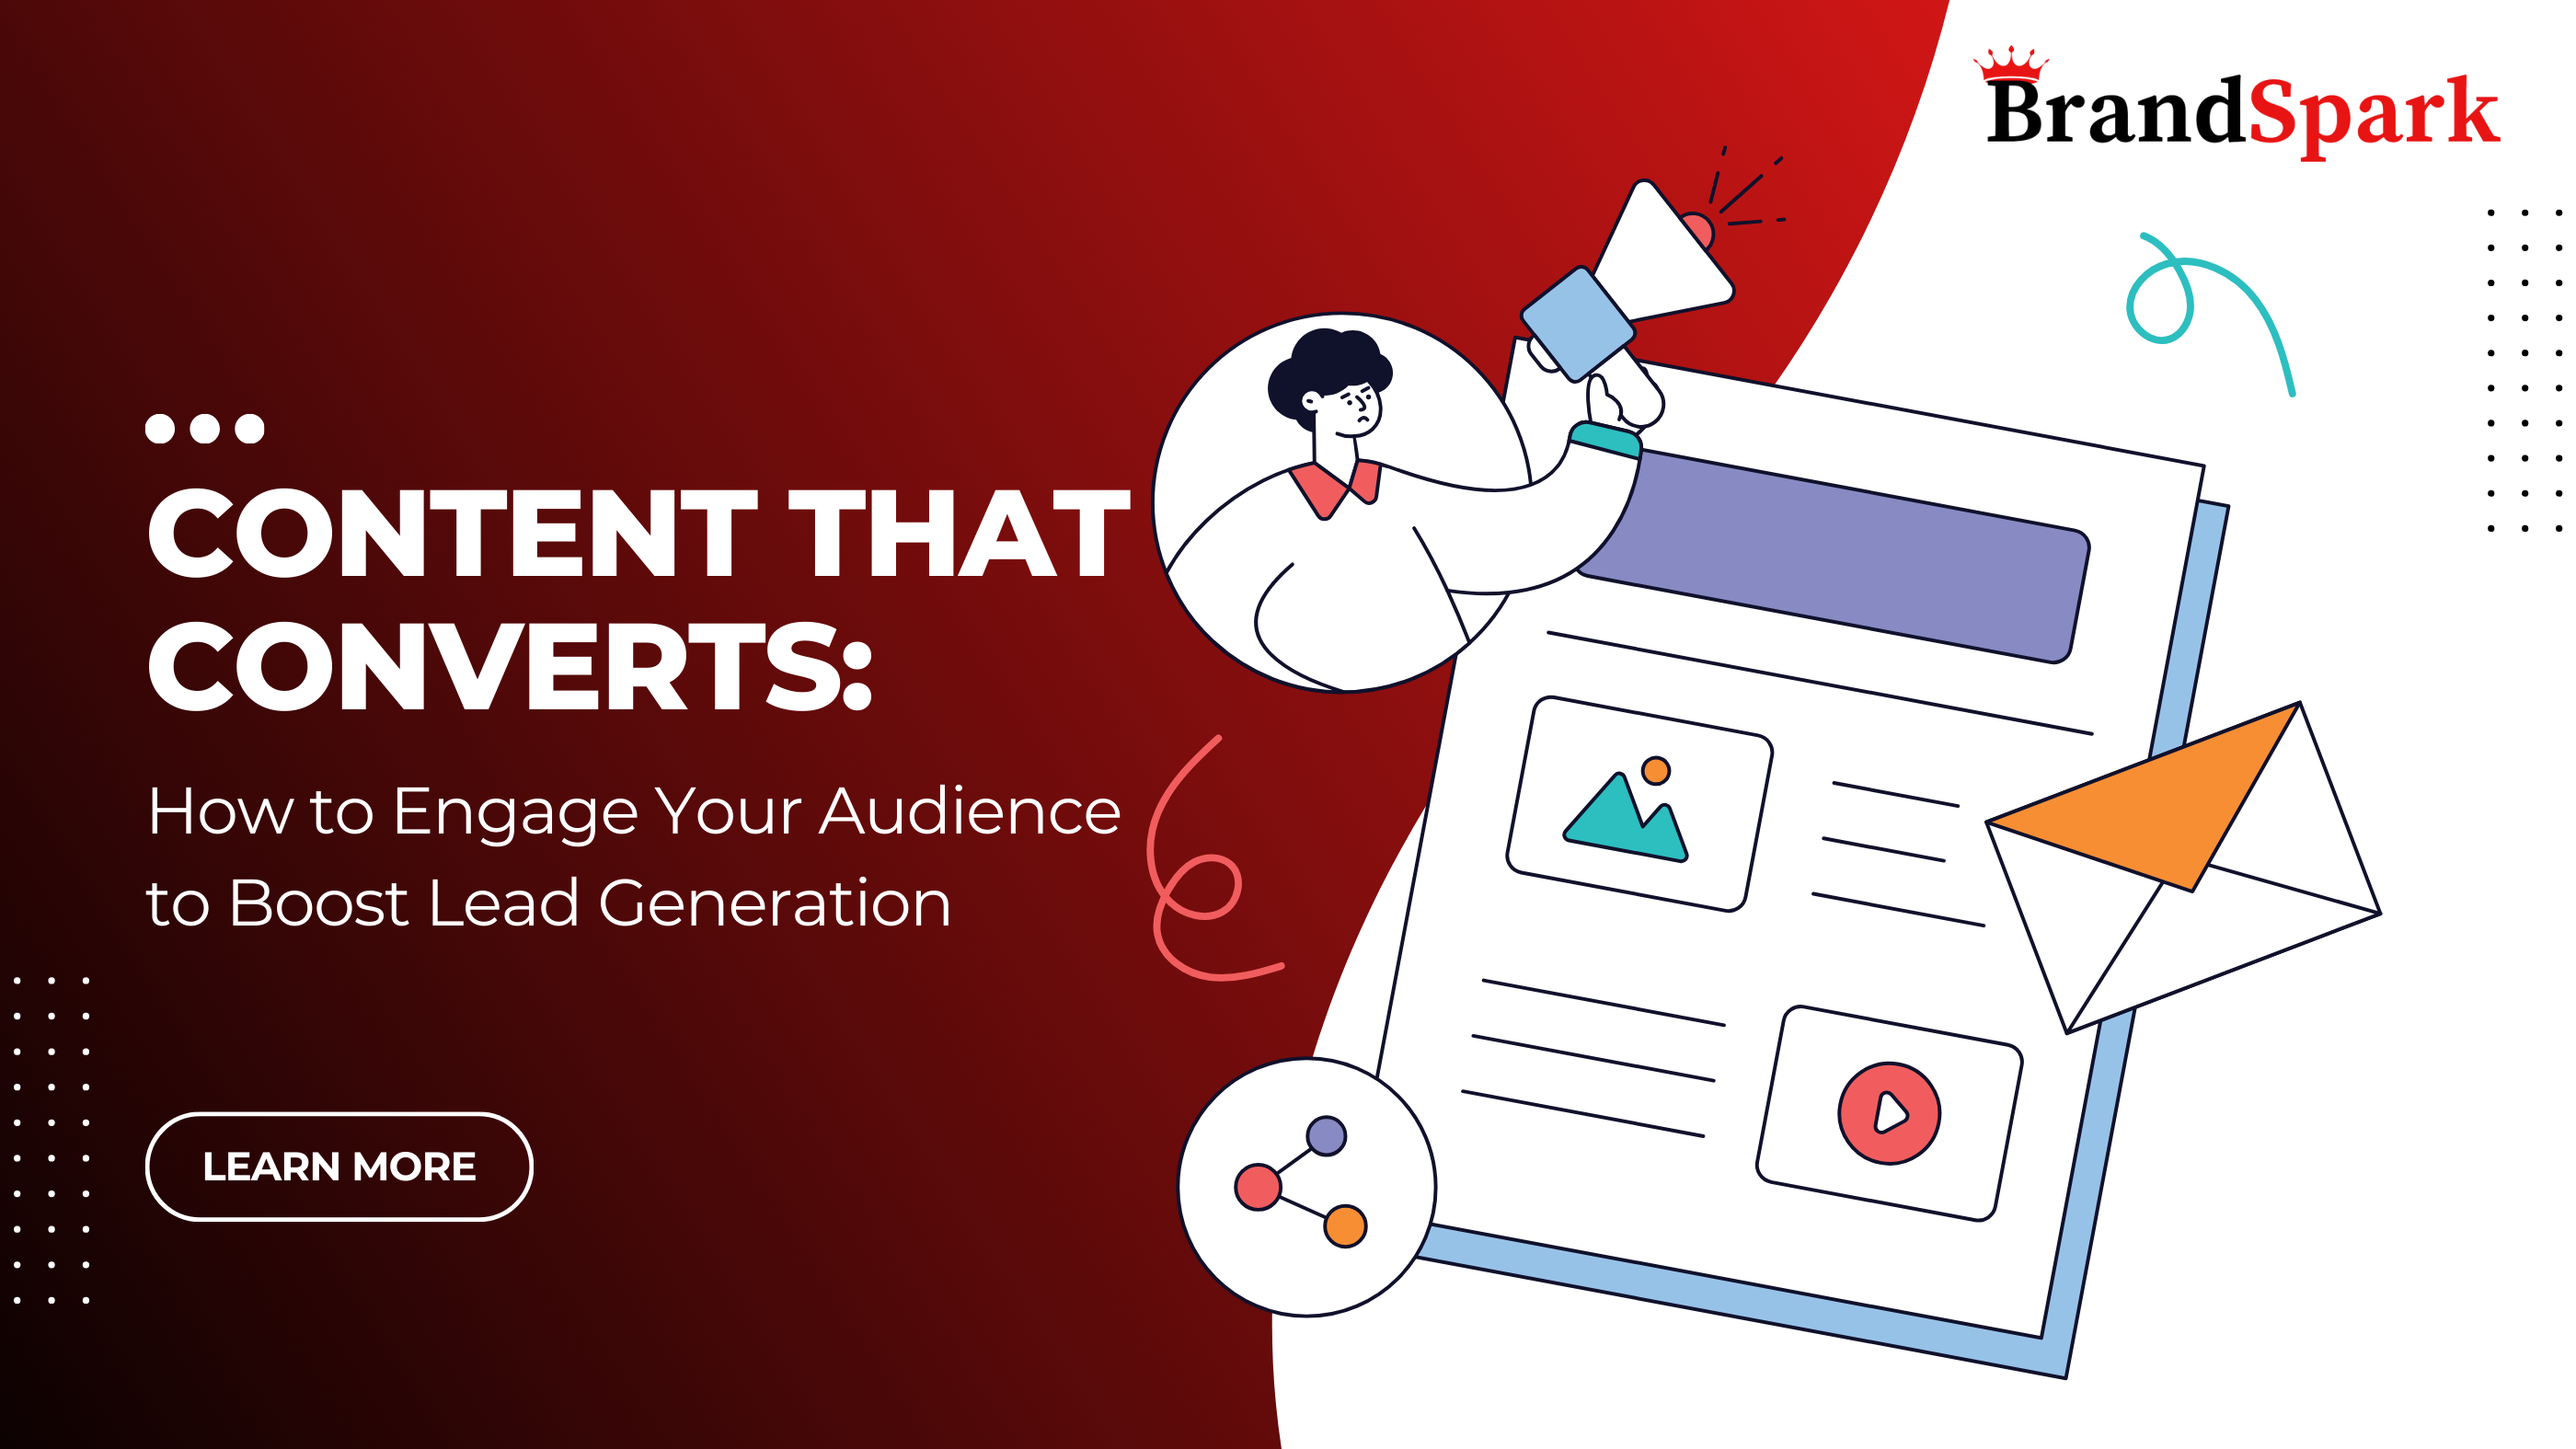 BrandSpark
CONTENT THAT
CONVERTS:
How to Engage Your Audience
to Boost Lead Generation
LEARN MORE